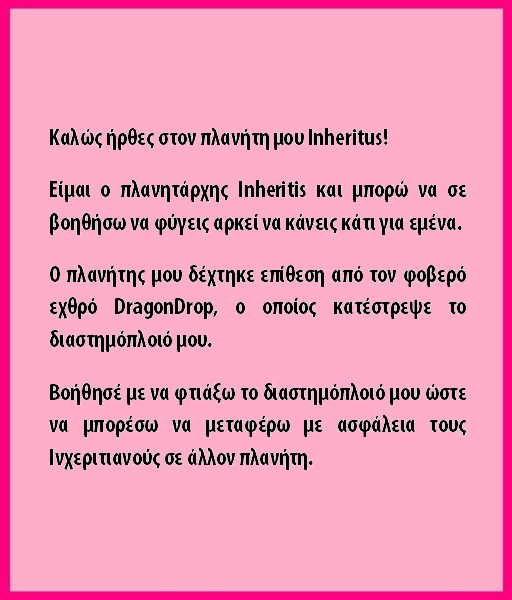 Καλώς ήρθες στον πλανήτη μου Inheritus!
Είμαι ο πλανητάρχης Inheritis και μπορώ να σε
βοηθήσω να φύγεις αρκεί να κάνεις κάτι για εμένα.
Ο πλανήτης μου δέχτηκε επίθεση από τον φοβερό
εχθρό DragonDrop, ο οποίος κατέστρεψε το
διαστημόπλοιό μου.
Βοήθησέ με να φτιάξω το διαστημόπλοιό μου ώστε
να μπορέσω να μεταφέρω με ασφάλεια τους
Ινχεριτιανούς σε άλλον πλανήτη.